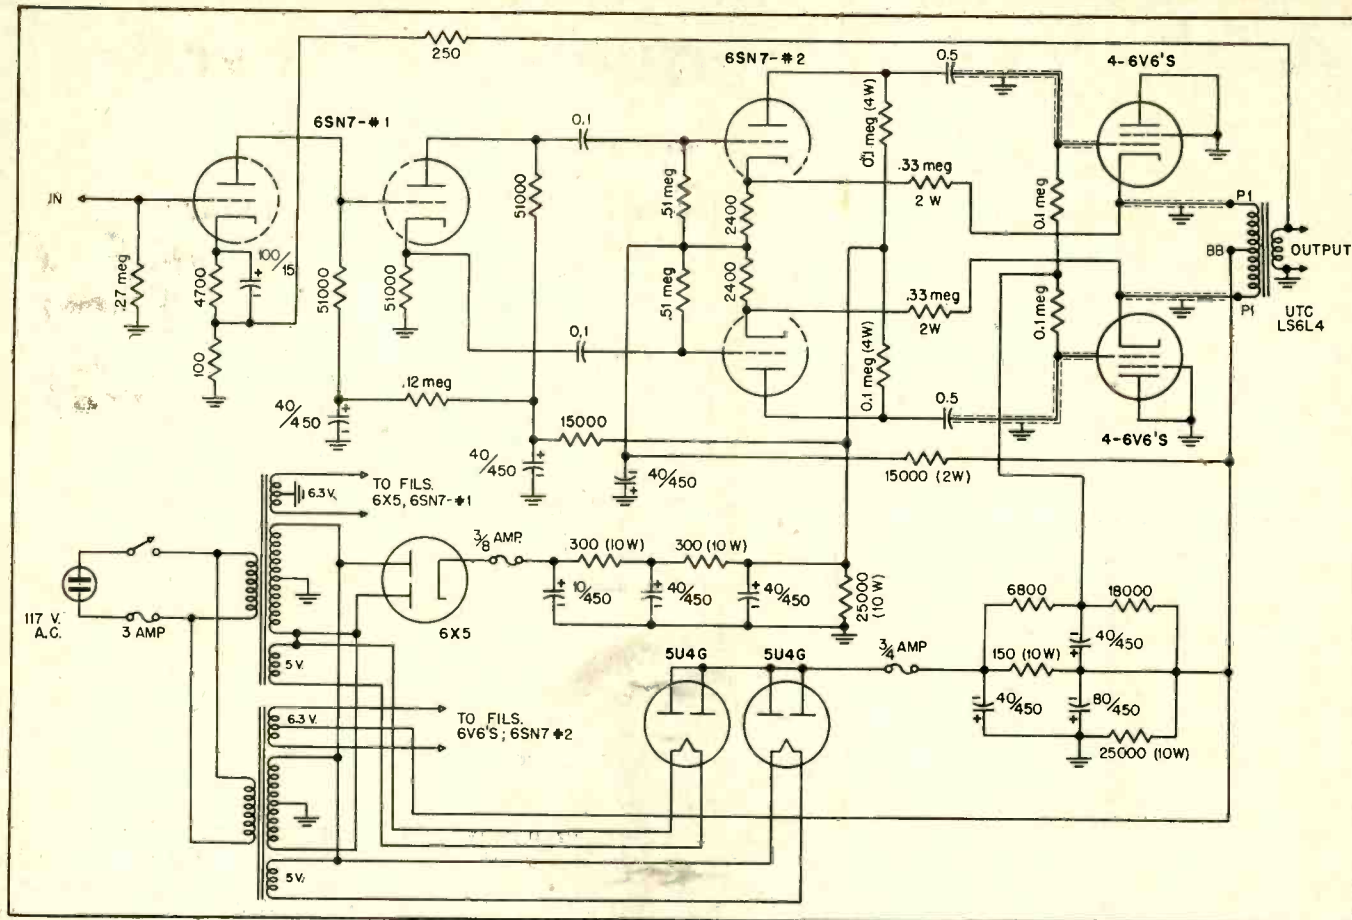 250
6SN7-#2
0.5
4-6V6'S
6SN7-#1
0.1
0.1 meg (4W)
.33 meg
2 W
IN
51000
.51 meg
2400
0.1 meg
P1
100/15
BB
OUTPUT
.27 meg
4700
51000
51000
.51 meg
2400
.33 meg
2W
0.1 meg
P1
UTC
LS6L4
100
0.1
0.1 meg (4W)
.12 meg
0.5
40/450
15000
4-6V6'S
40/450
40/450
15000 (2W)
6.3 V.
TO FILS.
6X5, 6SN7-#1
3/8 AMP.
300 (10W)
300 (10W)
10/450
40/450
40/450
25000
(10W)
6800
18000
117 V.
A.C.
3 AMP
6X5
40/450
5 V.
5U4G
5U4G
3/4 AMP
150 (10W)
40/450
80/450
6.3 V.
TO FILS.
6V6'S; 6SN7 #2
25000 (10W)
5 V.